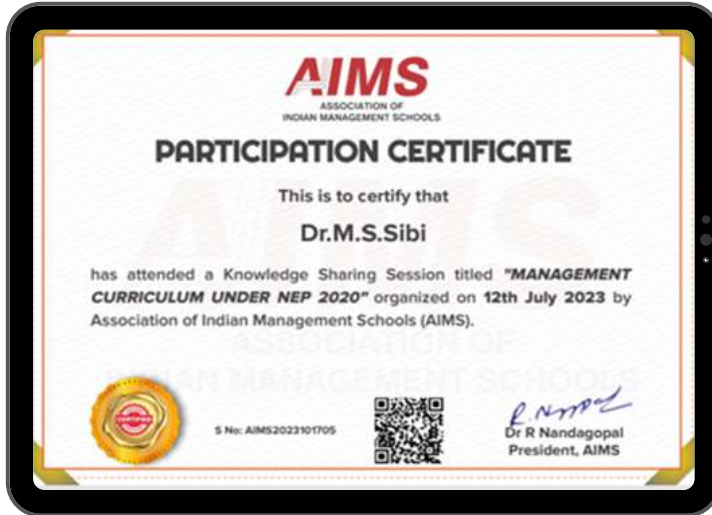 AIMS
ASSOCIATION OF
INDIAN MANAGEMENT SCHOOLS
PARTICIPATION CERTIFICATE
This is to certify that
Dr.M.S.Sibi
has attended a Knowledge Sharing Session titled "MANAGEMENT
CURRICULUM UNDER NEP 2020" organized on 12th July 2023 by
Association of Indian Management Schools (AIMS).
CERTIFIED
S No: AIMS2023101705
Dr R Nandagopal
President, AIMS